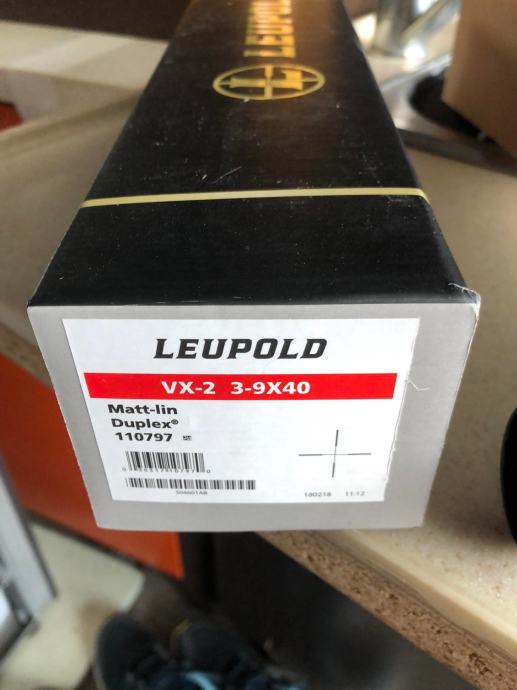 LEUPOLD
LEUPOLD
VX-2 3-9X40
Matt-lin
Duplex®
110797
180218 11:12